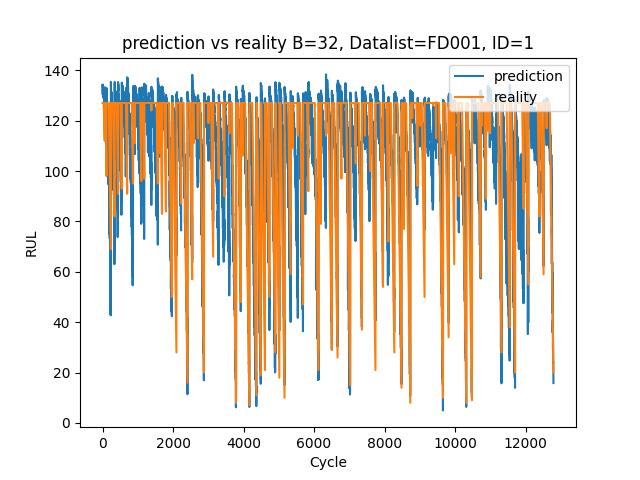 prediction vs reality B=32, Datalist=FD001, ID=1
prediction
reality
RUL
140
120
100
80
60
40
20
0
0 2000 4000 6000 8000 10000 12000
Cycle